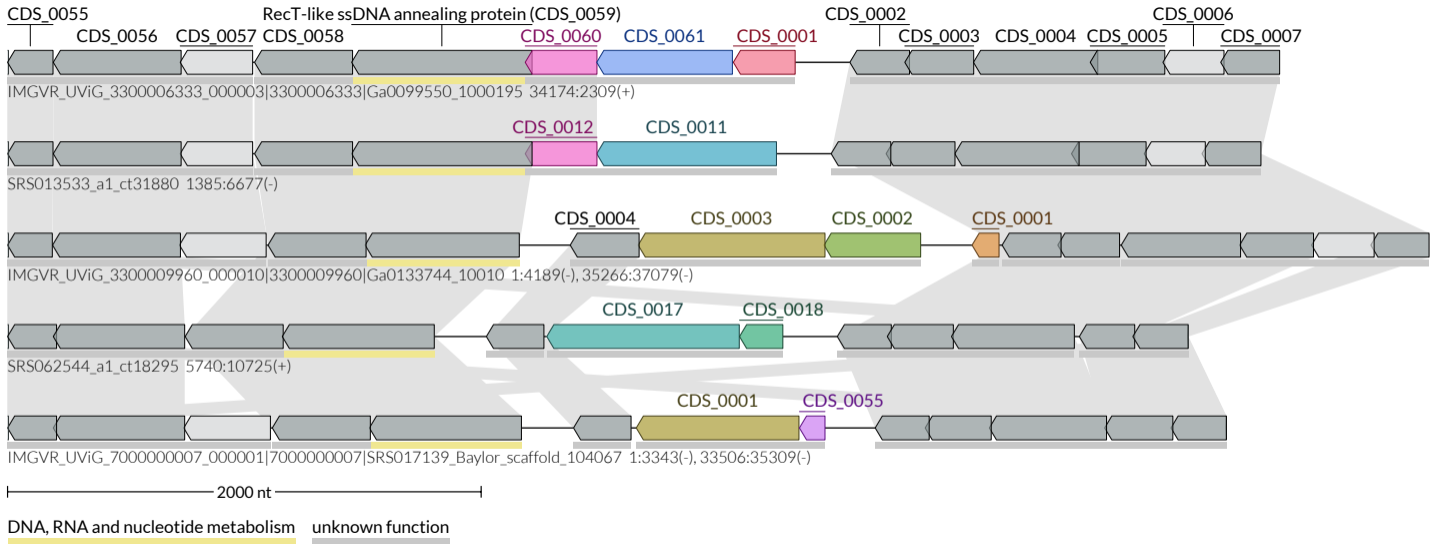 CDS_0055 RecT-like ssDNA annealing protein (CDS_0059) CDS_0002 CDS_0006
CDS_0056 CDS_0057 CDS_0058 CDS_0060 CDS_0061 CDS_0001 CDS_0003 CDS_0004 CDS_0005 CDS_0007
IMGVR_UViG_3300006333_000003|3300006333|Ga0099550_1000195 34174:2309(+)
CDS_0012 CDS_0011
SRS013533_a1_ct31880 1385:6677(-)
CDS_0004 CDS_0003 CDS_0002 CDS_0001
IMGVR_UViG_3300009960_000010|3300009960|Ga0133744_10010 1:4189(-), 35266:37079(-)
CDS_0017 CDS_0018
SRS062544_a1_ct18295 5740:10725(+)
CDS_0001 CDS_0055
IMGVR_UViG_7000000007_000001|7000000007|SRS017139_Baylor_scaffold_104067 1:3343(-), 33506:35309(-)
2000 nt
DNA, RNA and nucleotide metabolism unknown function